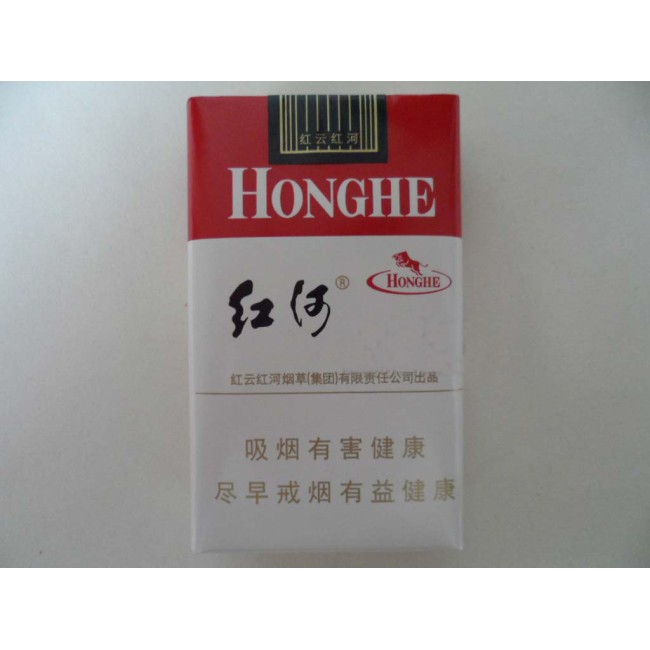 红云红河
HONGHE
HONGHE
红河®
红云红河烟草(集团)有限责任公司出品
吸烟有害健康
尽早戒烟有益健康